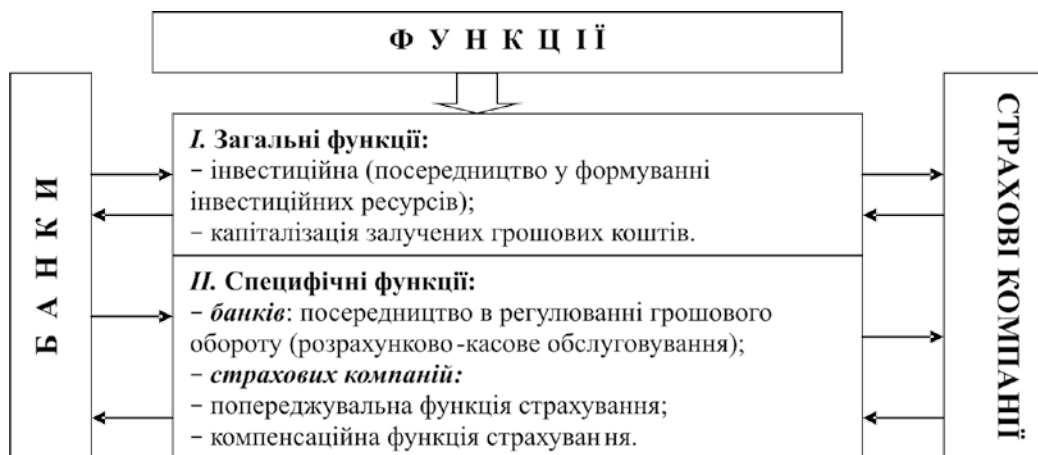 Ф У Н К Ц І Ї
Б А Н К И
І. Загальні функції:
– інвестиційна (посередництво у формуванні
інвестиційних ресурсів);
– капіталізація залучених грошових коштів.
ІІ. Специфічні функції:
– банків: посередництво в регулюванні грошового
обороту (розрахунково-касове обслуговування);
– страхових компаній:
– попереджувальна функція страхування;
– компенсаційна функція страхування.
СТРАХОВІ КОМПАНІЇ